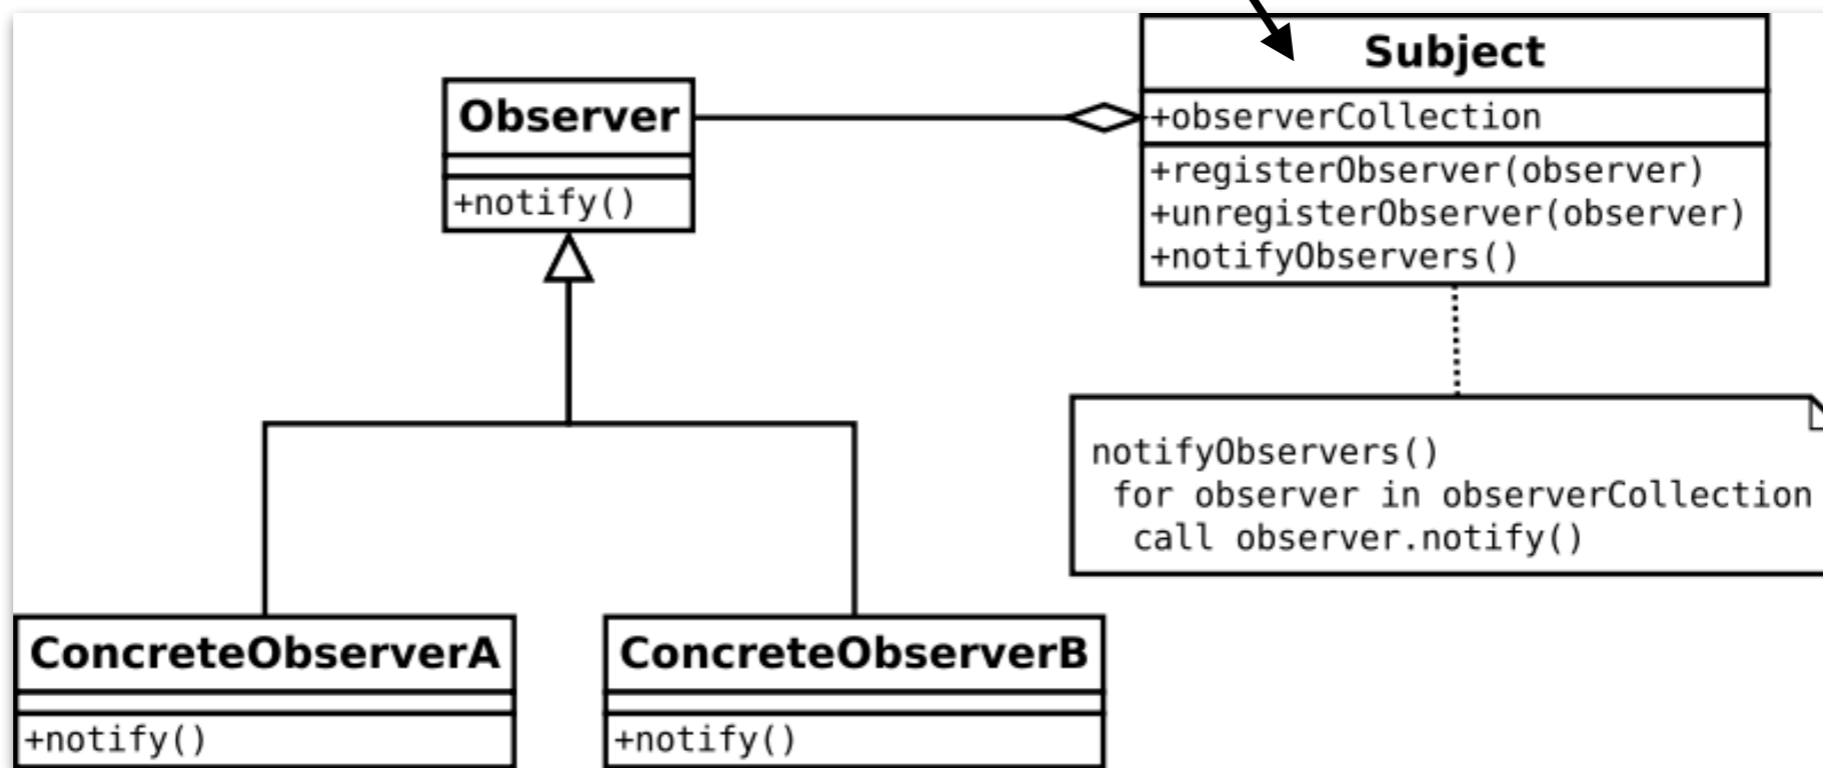 Subject
+observerCollection
+registerObserver(observer)
+unregisterObserver(observer)
+notifyObservers()
Observer
+notify()
notifyObservers()
for observer in observerCollection
call observer.notify()
ConcreteObserverA
+notify()
ConcreteObserverB
+notify()